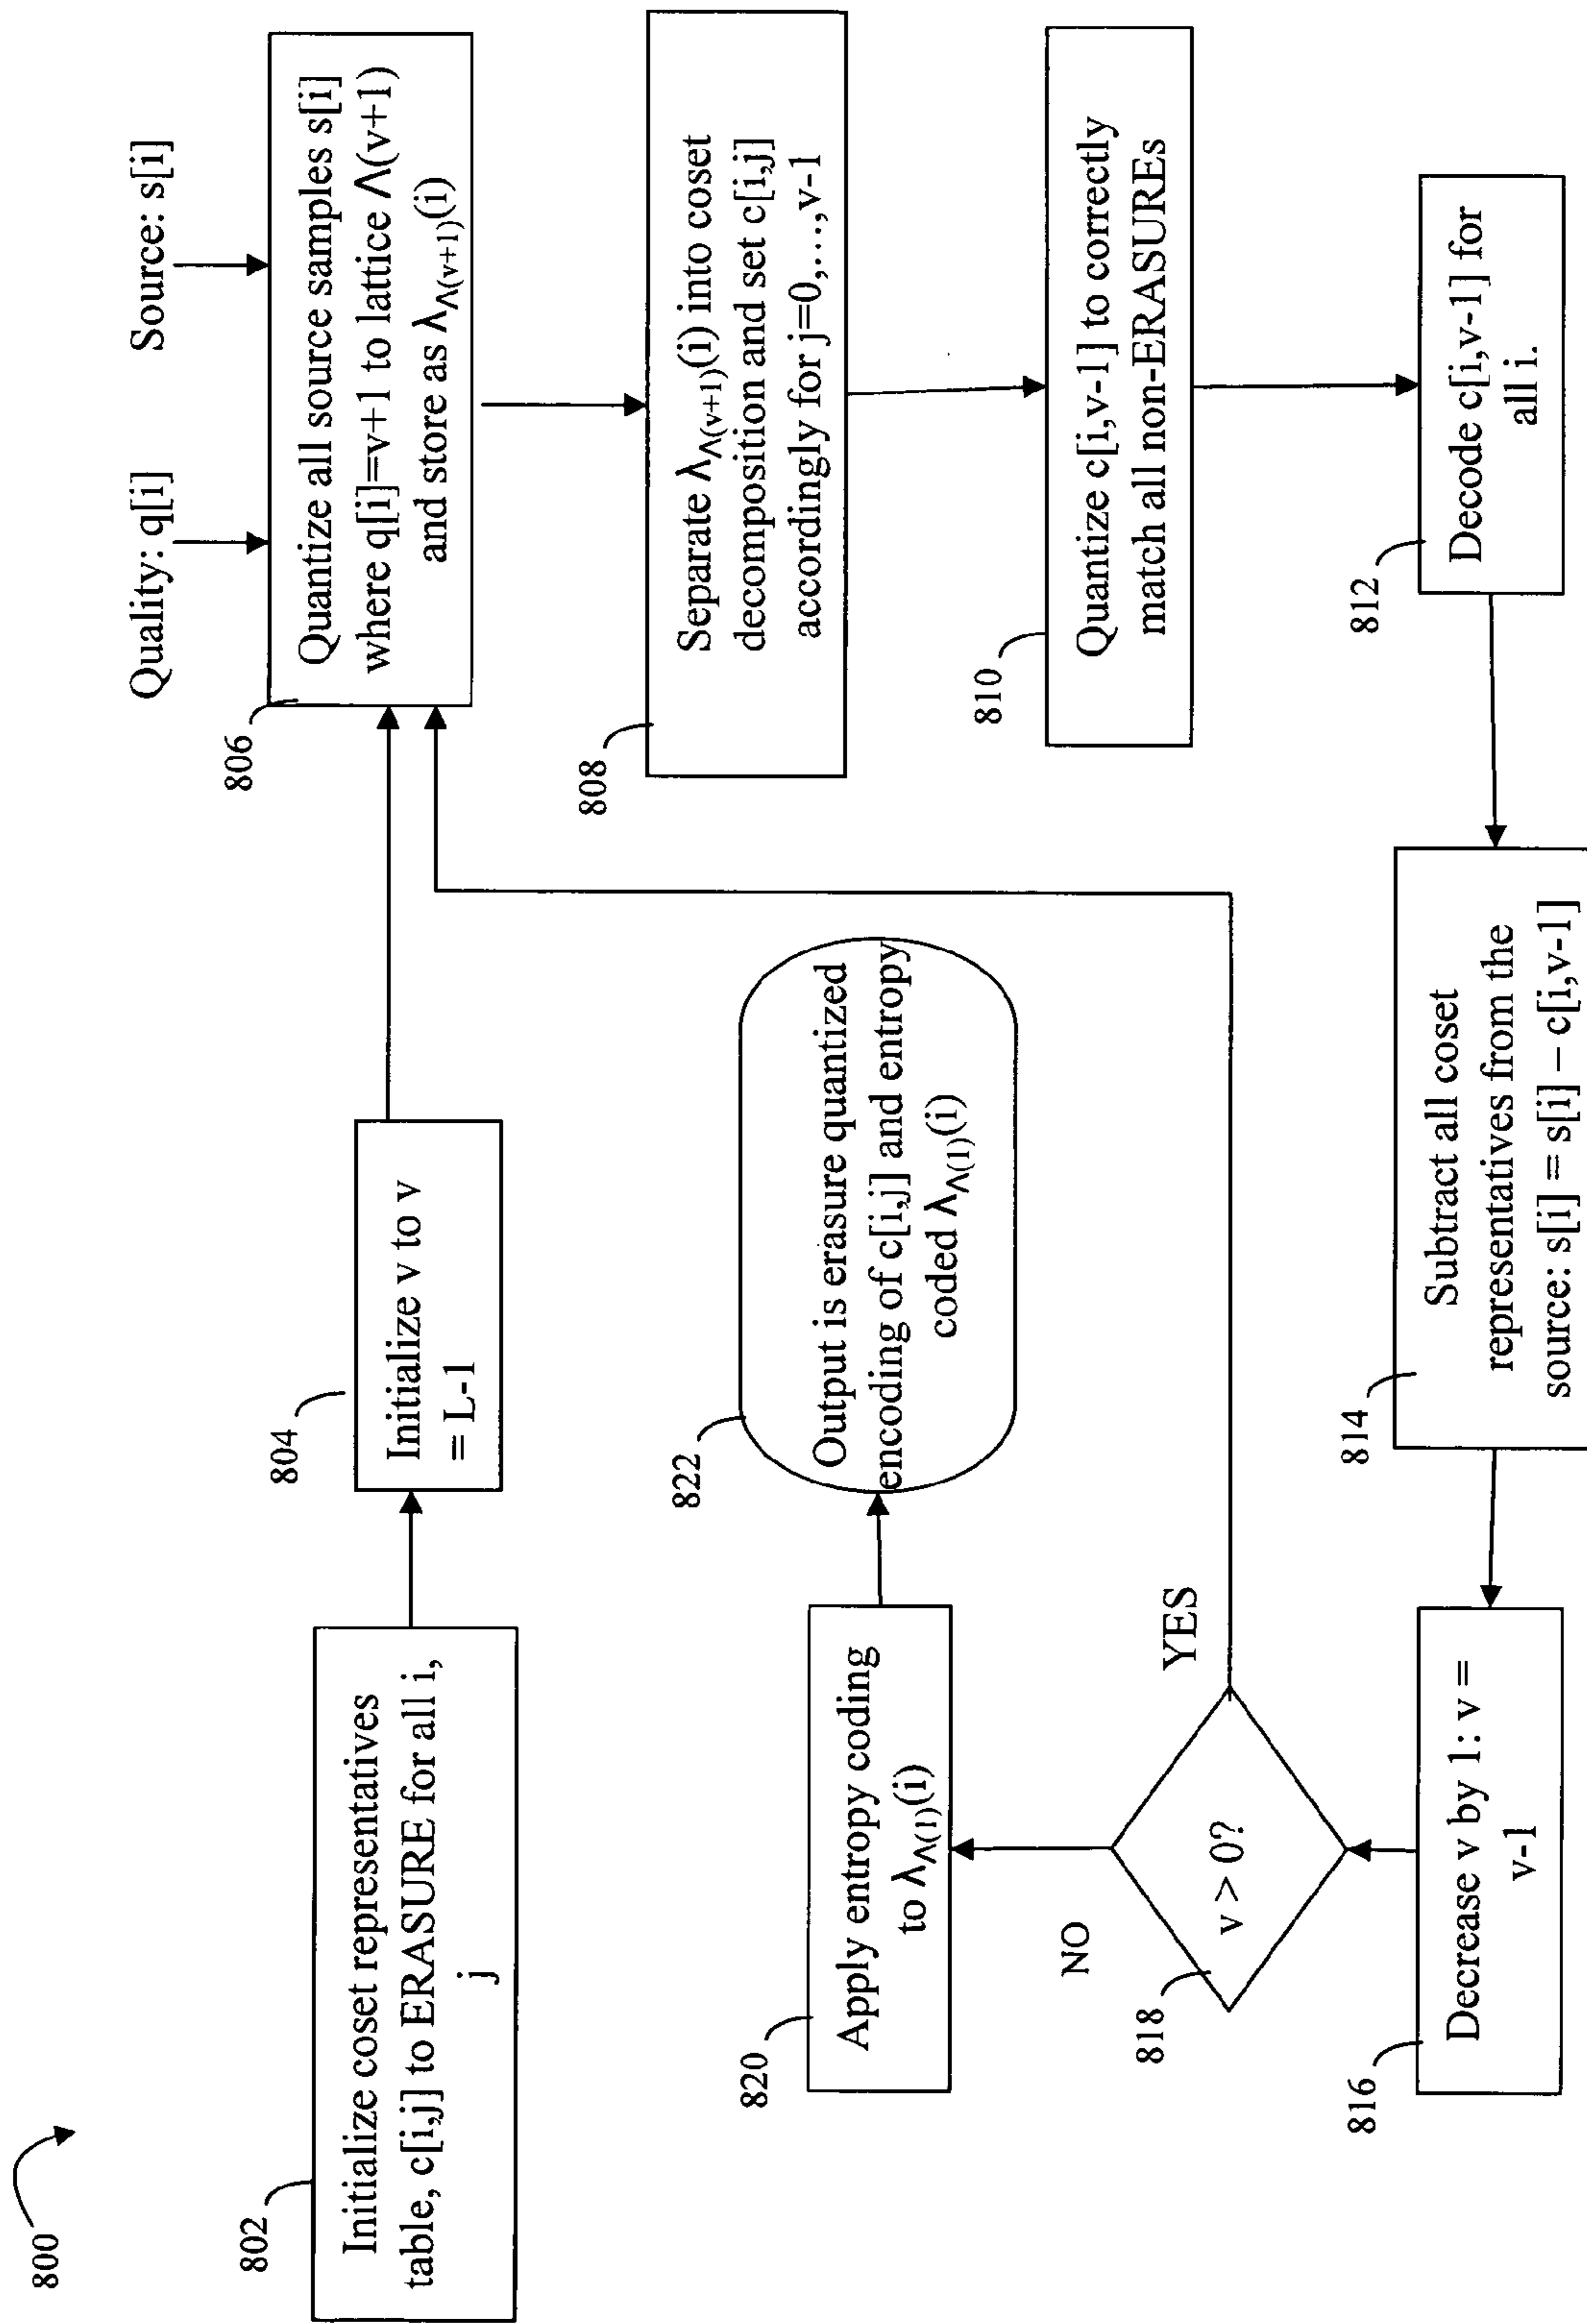 800
802
Initialize coset representatives
table, c[i,j] to ERASURE for all i,
j
804
Initialize v to v
= L-1
Quality: q[i]
Source: s[i]
806
Quantize all source samples s[i]
where q[i]=v+1 to lattice Λ(v+1)
and store as λΛ(v+1)(i)
808
Separate λΛ(v+1)(i) into coset
decomposition and set c[i,j]
accordingly for j=0,…,v-1
810
Quantize c[i,v-1] to correctly
match all non-ERASUREs
812
Decode c[i,v-1] for
all i.
814
Subtract all coset
representatives from the
source: s[i] = s[i] – c[i,v-1]
816
Decrease v by 1: v =
v-1
818
v > 0?
YES
NO
820
Apply entropy coding
to λΛ(1)(i)
822
Output is erasure quantized
encoding of c[i,j] and entropy
coded λΛ(1)(i)